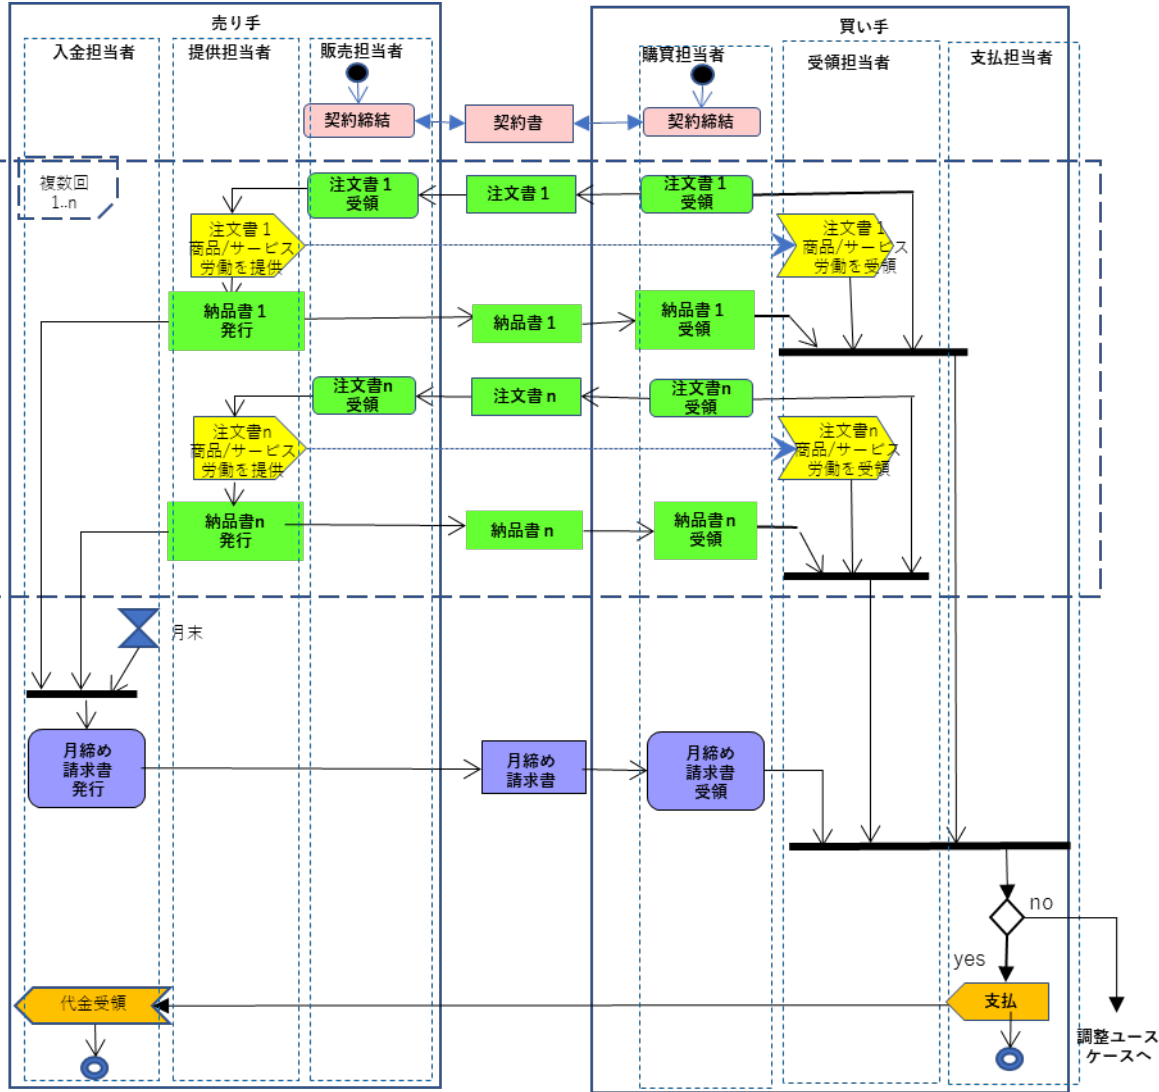 売り手
買い手
入金担当者
提供担当者
販売担当者
購買担当者
受領担当者
支払担当者
契約締結
契約書
契約締結
複数回
1..n
注文書１
受領
注文書１
注文書１
受領
注文書１
商品/サービス
労働を提供
注文書１
商品/サービス
労働を受領
納品書１
発行
納品書１
納品書１
受領
注文書n
受領
注文書ｎ
注文書n
受領
注文書n
商品/サービス
労働を提供
注文書n
商品/サービス
労働を受領
納品書n
発行
納品書ｎ
納品書n
受領
月末
月締め
請求書
発行
月締め
請求書
月締め
請求書
受領
no
yes
代金受領
支払
調整ユース
ケースへ